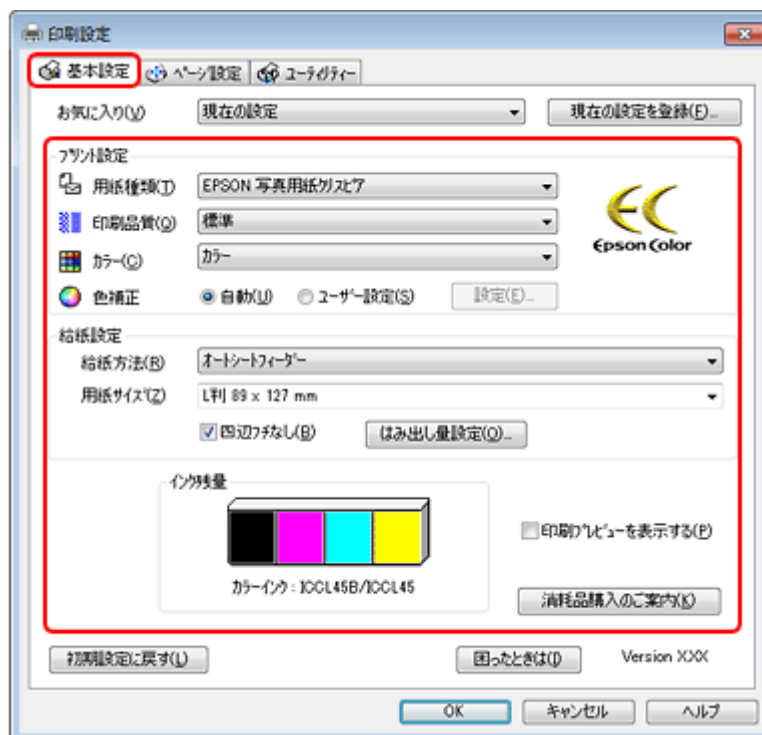 印刷設定
基本設定 ページ設定 ユーティリティー
お気に入り(V) 現在の設定 現在の設定を登録(F)...
プリント設定
用紙種類(T) EPSON 写真用紙クリスピア
印刷品質(Q) 標準
カラー(C) カラー
色補正 自動(U) ユーザー設定(S) 設定(E)...
Epson Color
給紙設定
給紙方法(R) オートシートフィーダー
用紙サイズ(Z) L判 89 x 127 mm
四辺フチなし(B) はみ出し量設定(O)...
インク残量
カラーインク : ICCL45B/ICCL45
印刷プレビューを表示する(P)
消耗品購入のご案内(K)
初期設定に戻す(L) 困ったときは(I) Version X.XX
OK キャンセル ヘルプ